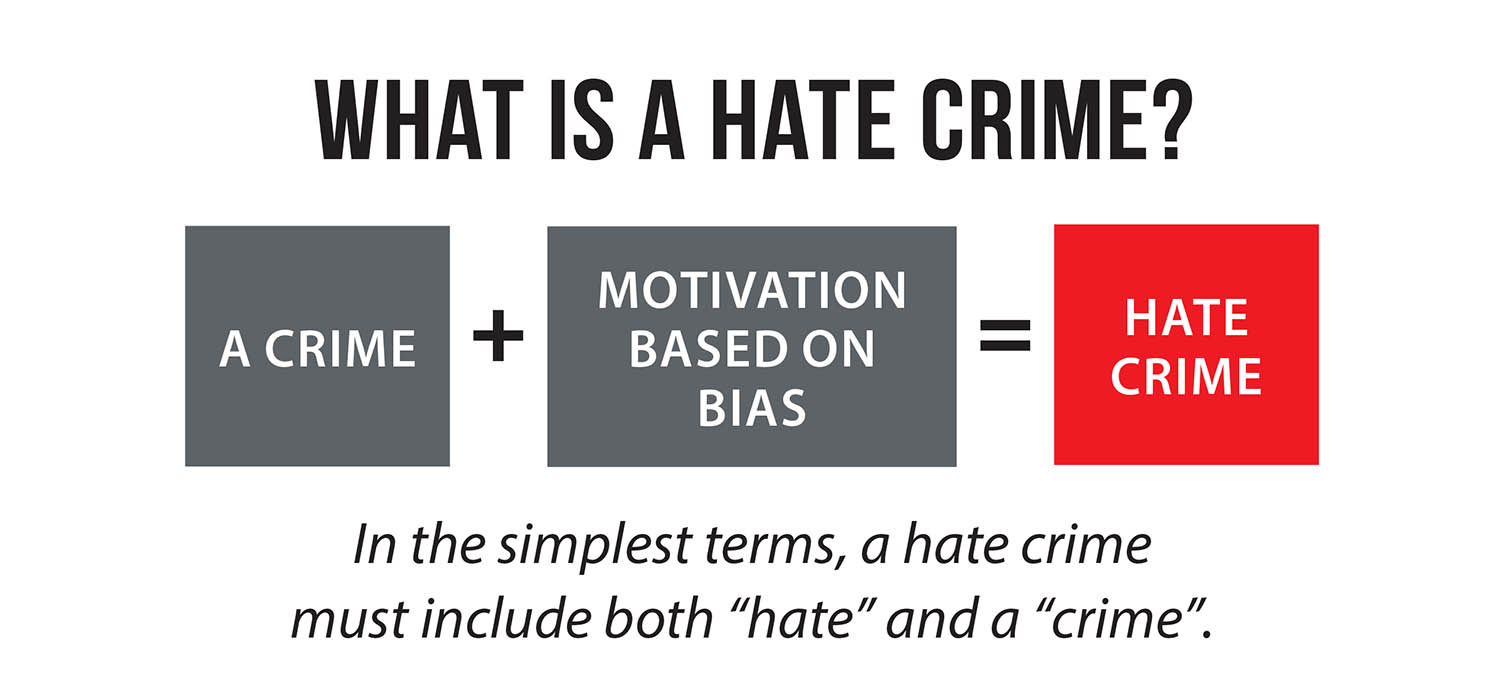 WHAT IS A HATE CRIME?
A CRIME
+
MOTIVATION
BASED ON
BIAS
=
HATE
CRIME
In the simplest terms, a hate crime
must include both “hate” and a “crime”.